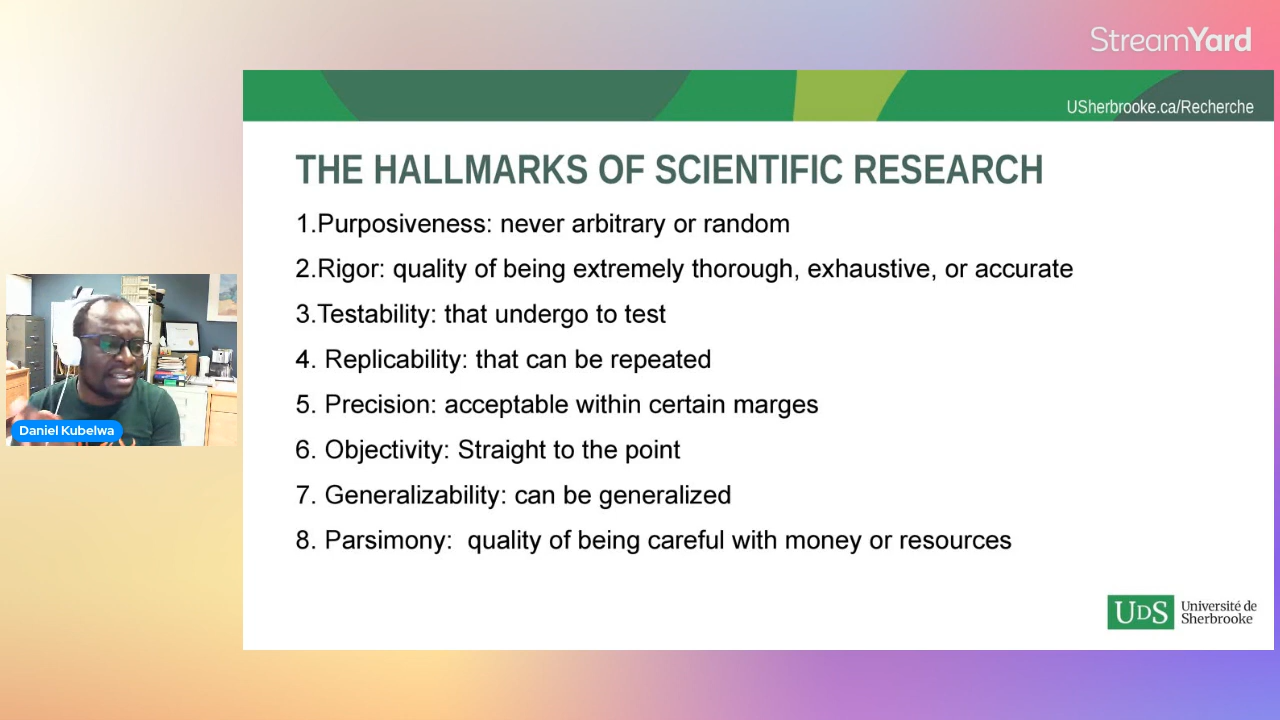 StreamYard
USherbrooke.ca/Recherche
THE HALLMARKS OF SCIENTIFIC RESEARCH
1.Purposiveness: never arbitrary or random
2.Rigor: quality of being extremely thorough, exhaustive, or accurate
3.Testability: that undergo to test
4. Replicability: that can be repeated
5. Precision: acceptable within certain marges
6. Objectivity: Straight to the point
7. Generalizability: can be generalized
8. Parsimony:  quality of being careful with money or resources
Daniel Kubelwa
UDS Université de
Sherbrooke